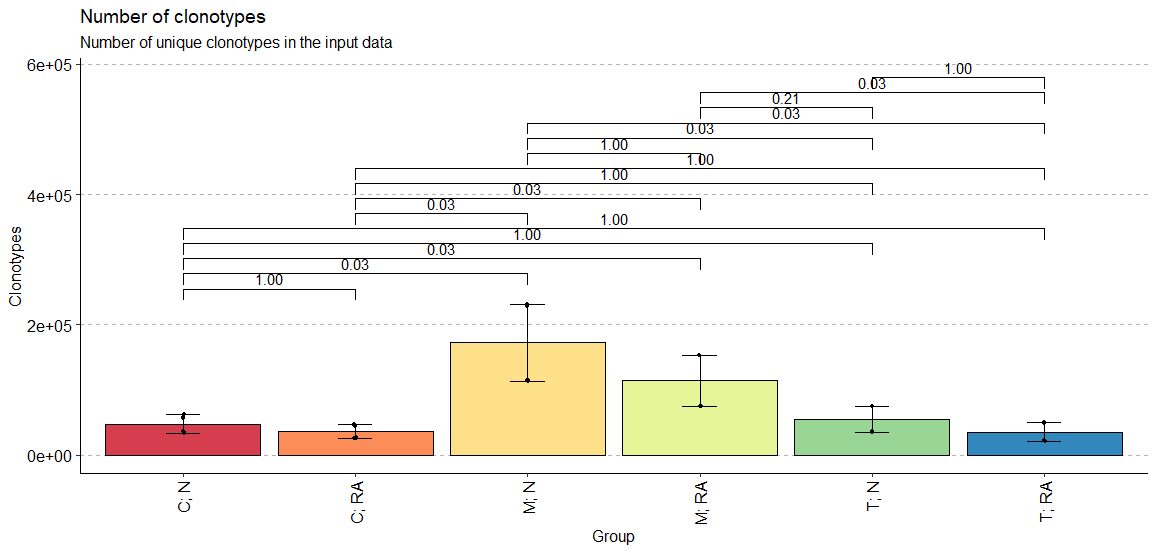 Number of clonotypes
Number of unique clonotypes in the input data
6e+05
4e+05
2e+05
0e+00
Clonotypes
1.00
0.03
0.21
0.03
0.03
1.00
1.00
1.00
0.03
0.03
1.00
1.00
0.03
0.03
1.00
C; N
C; RA
M; N
M; RA
T; N
T; RA
Group